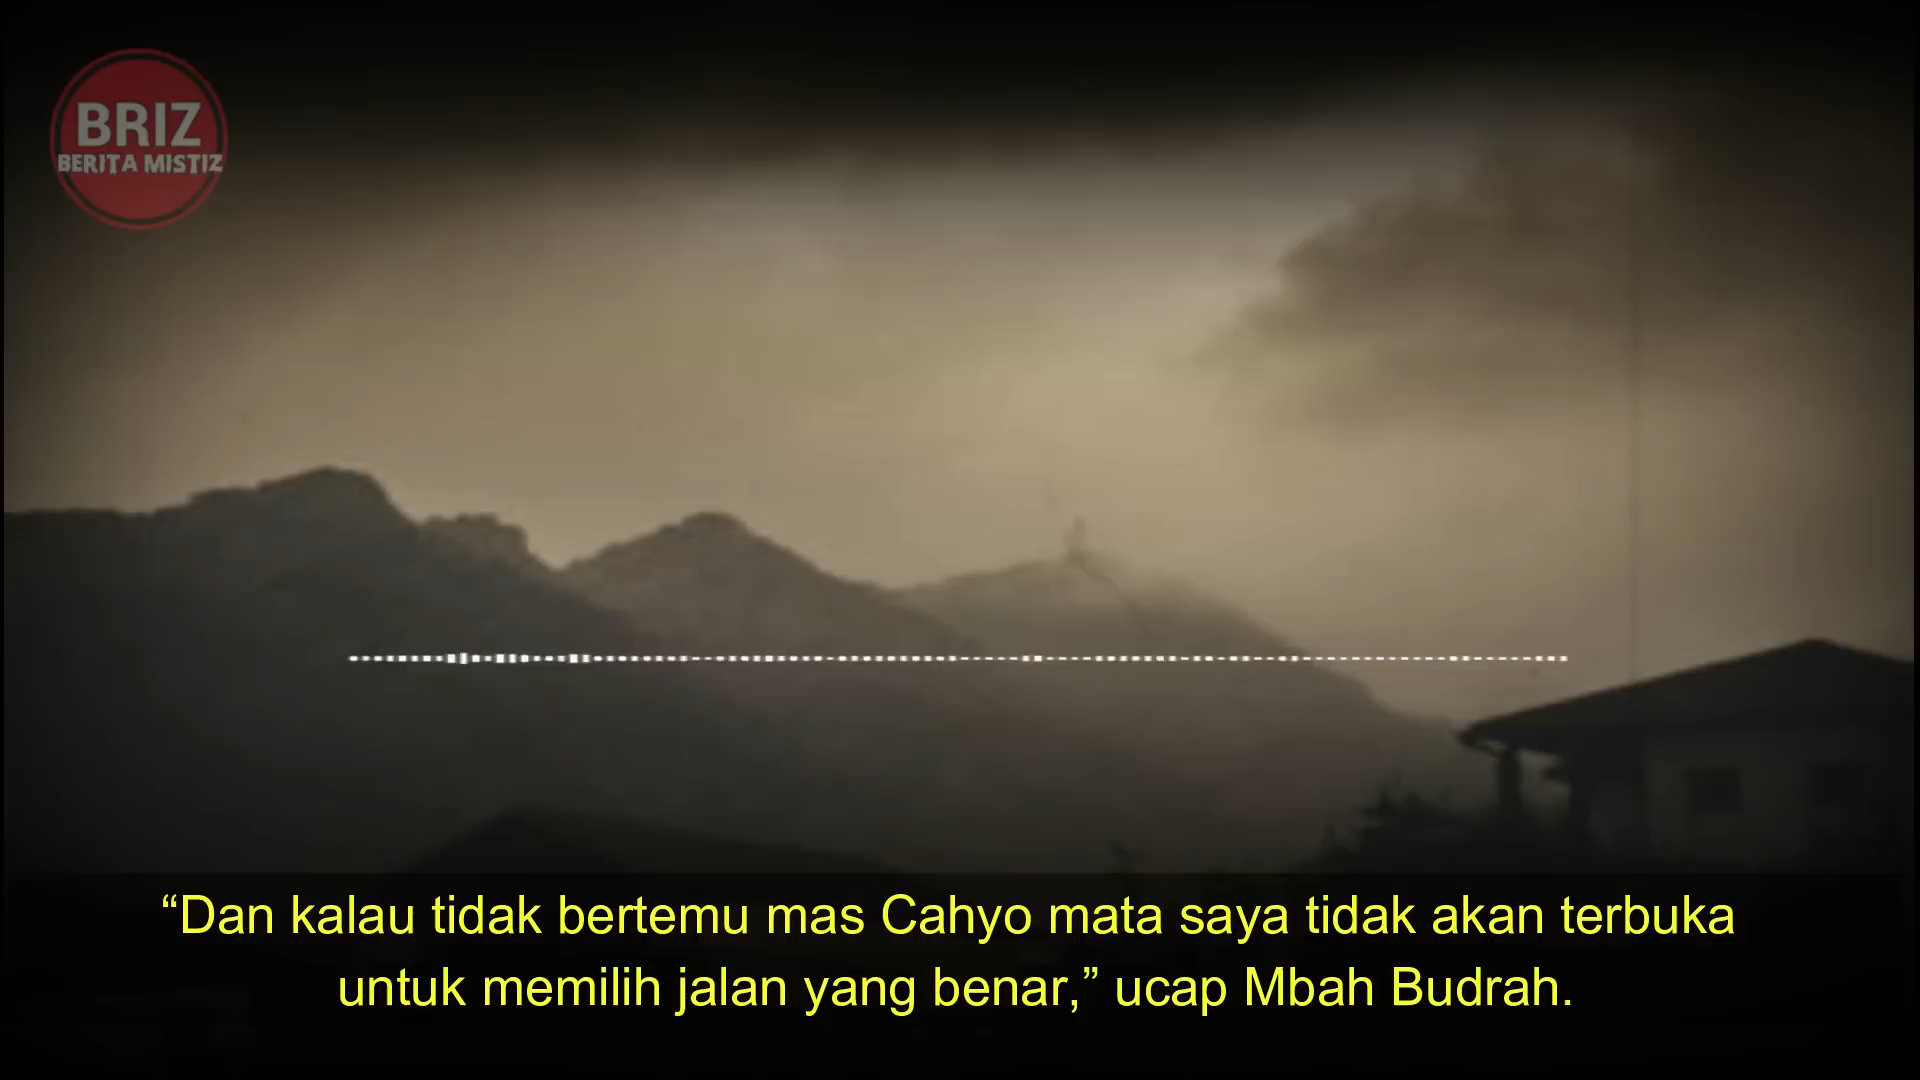 BRIZ
BERITA MISTIZ
“Dan kalau tidak bertemu mas Cahyo mata saya tidak akan terbuka
untuk memilih jalan yang benar,” ucap Mbah Budrah.